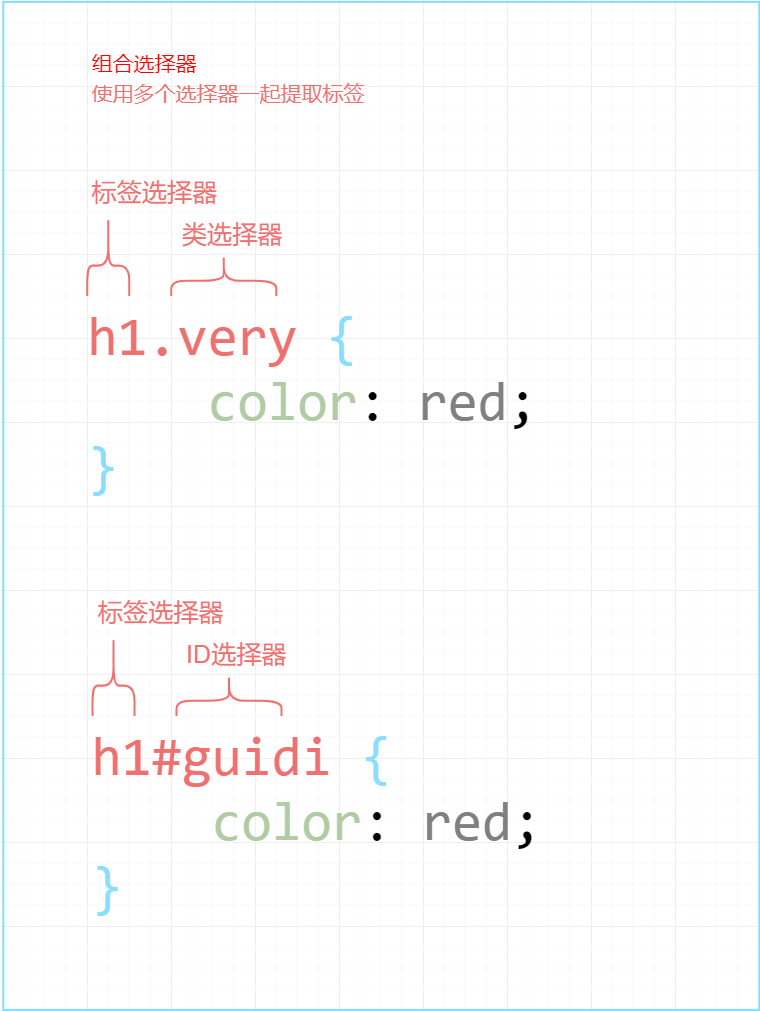 组合选择器
使用多个选择器一起提取标签
标签选择器
类选择器
h1.very {
color: red;
}
标签选择器
ID选择器
h1#guidi {
color: red;
}